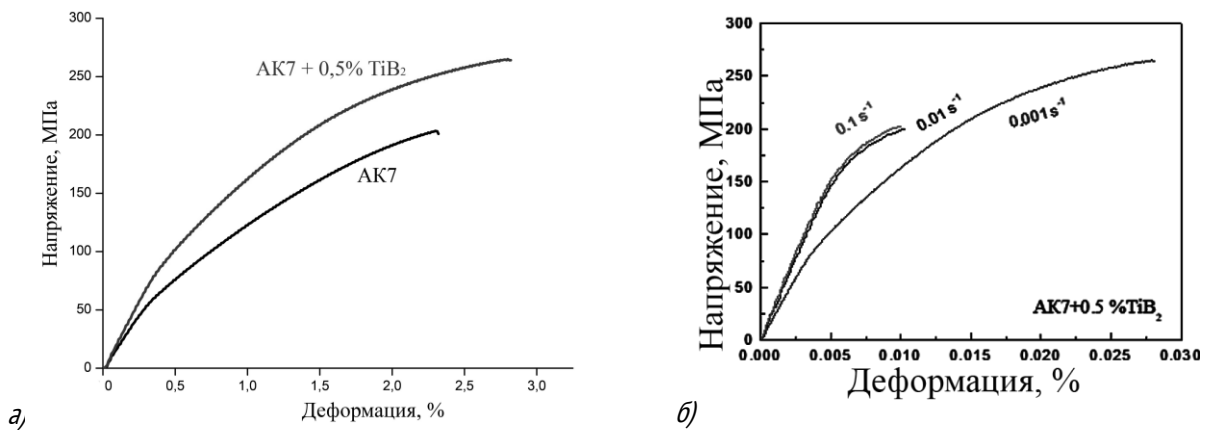 Напряжение, МПа
300
250
200
150
100
50
0
АК7 + 0,5% TiB₂
АК7
0
0,5
1,0
1,5
2,0
2,5
3,0
Деформация, %
а)
Напряжение, МПа
300
250
200
150
100
50
0
0.1 s⁻¹
0.01 s⁻¹
0.001 s⁻¹
АК7+0.5 %TiB₂
0.000
0.005
0.010
0.015
0.020
0.025
0.030
Деформация, %
б)